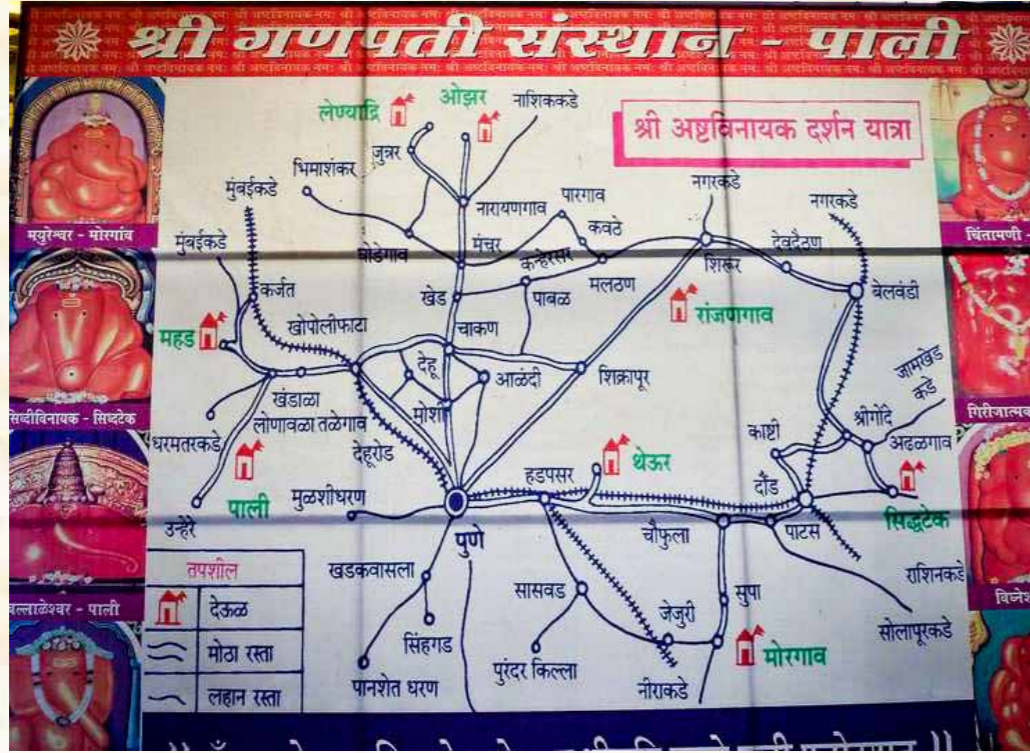 श्री गणपती संस्थान - पाली
श्री अष्टविनायक दर्शन यात्रा
लेण्याद्रि
ओझर
नाशिककडे
जुन्नर
भिमाशंकर
नारायणगाव
पारगाव
नगरकडे
नगरकडे
मुंबईकडे
मुंबईकडे
घोडेगाव
मंचर
कवठे
कन्हेरसर
देवदैठण
शिरूर
मलठण
बेलवंडी
कर्जत
खेड
पाबळ
रांजणगाव
महड
खोपोलीफाटा
चाकण
देहू
आळंदी
शिक्रापूर
जामखेड
कडे
मोशी
खंडाळा
लोणावळा तळेगाव
देहूरोड
काष्टी
श्रीगोंदे
अढळगाव
धरमतरकडे
पाली
उन्हेरे
मुळशीधरण
हडपसर
थेऊर
दौंड
सिद्धटेक
पुणे
चौफुला
पाटस
खडकवासला
सासवड
सुपा
राशिनकडे
सोलापूरकडे
सिंहगड
जेजुरी
मोरगाव
पानशेत धरण
पुरंदर किल्ला
नीराकडे
तपशील
देऊळ
मोठा रस्ता
लहान रस्ता
मयुरेश्वर - मोरगांव
सिध्दीविनायक - सिध्दटेक
बल्लाळेश्वर - पाली
चिंतामणी -
गिरीजात्मक